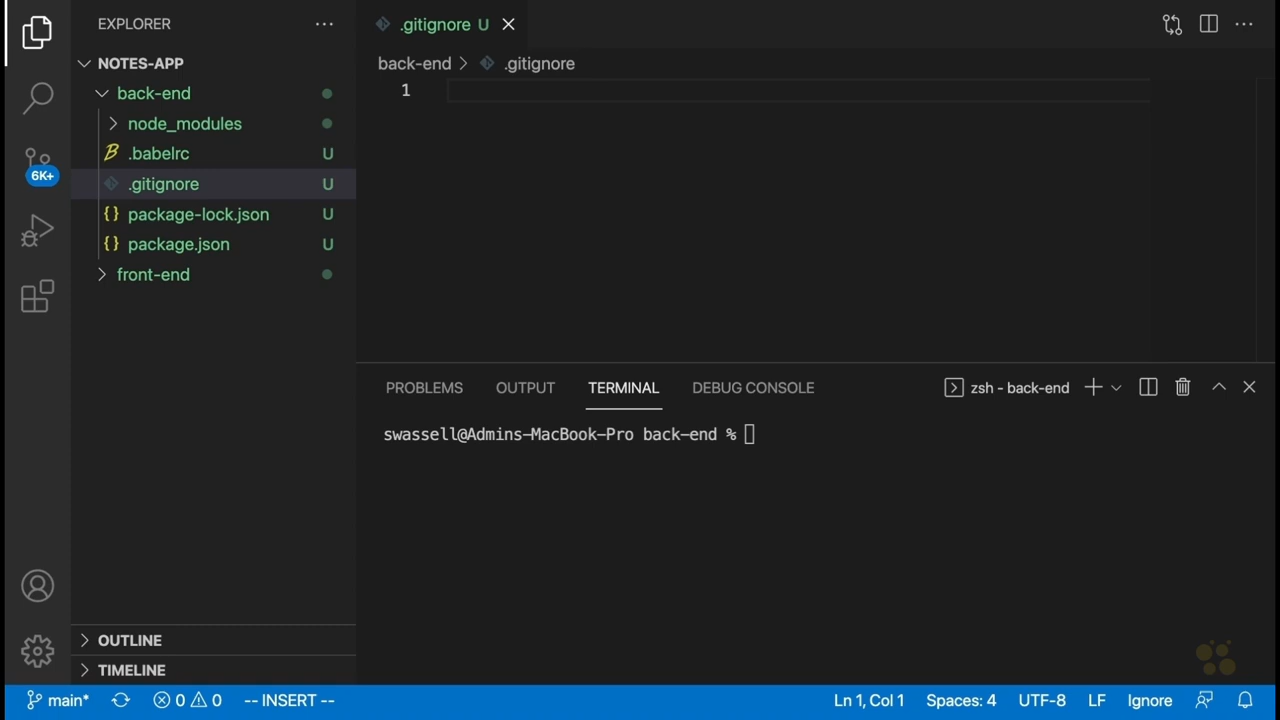 EXPLORER
NOTES-APP
back-end
node_modules
.babelrc U
.gitignore U
package-lock.json U
package.json U
front-end
6K+
OUTLINE
TIMELINE
.gitignore U
back-end > .gitignore
1
PROBLEMS OUTPUT TERMINAL DEBUG CONSOLE zsh - back-end
swassell@Admins-MacBook-Pro back-end %
main* 0 0 -- INSERT -- Ln 1, Col 1 Spaces: 4 UTF-8 LF Ignore